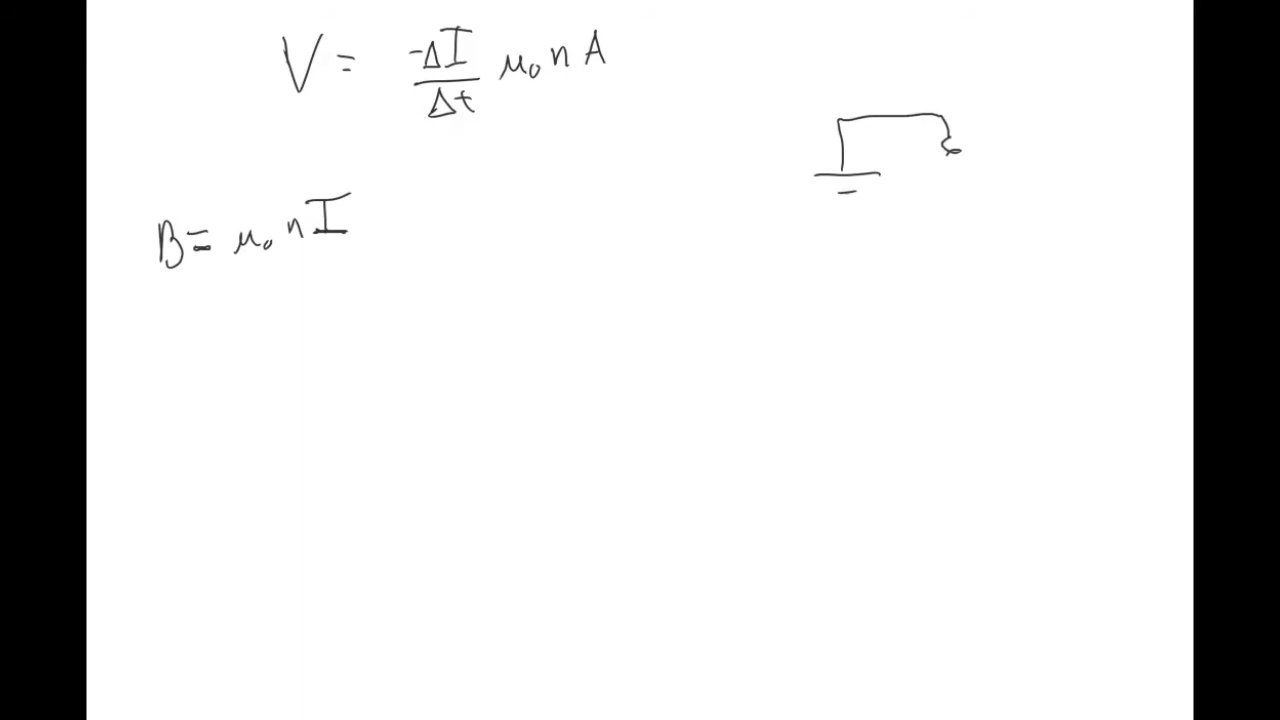 V = -ΔI/Δt μ₀ n A
B = μ₀ n I